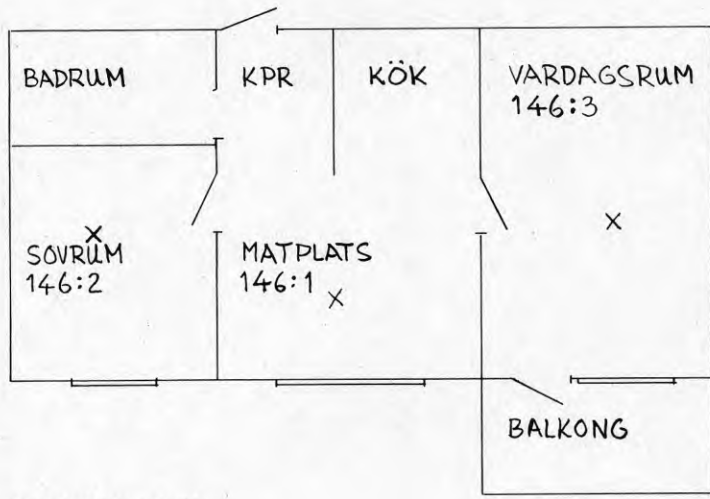 BADRUM
KPR
KÖK
VARDAGSRUM
146:3
X
SOVRUM
146:2
MATPLATS
146:1
X
X
BALKONG